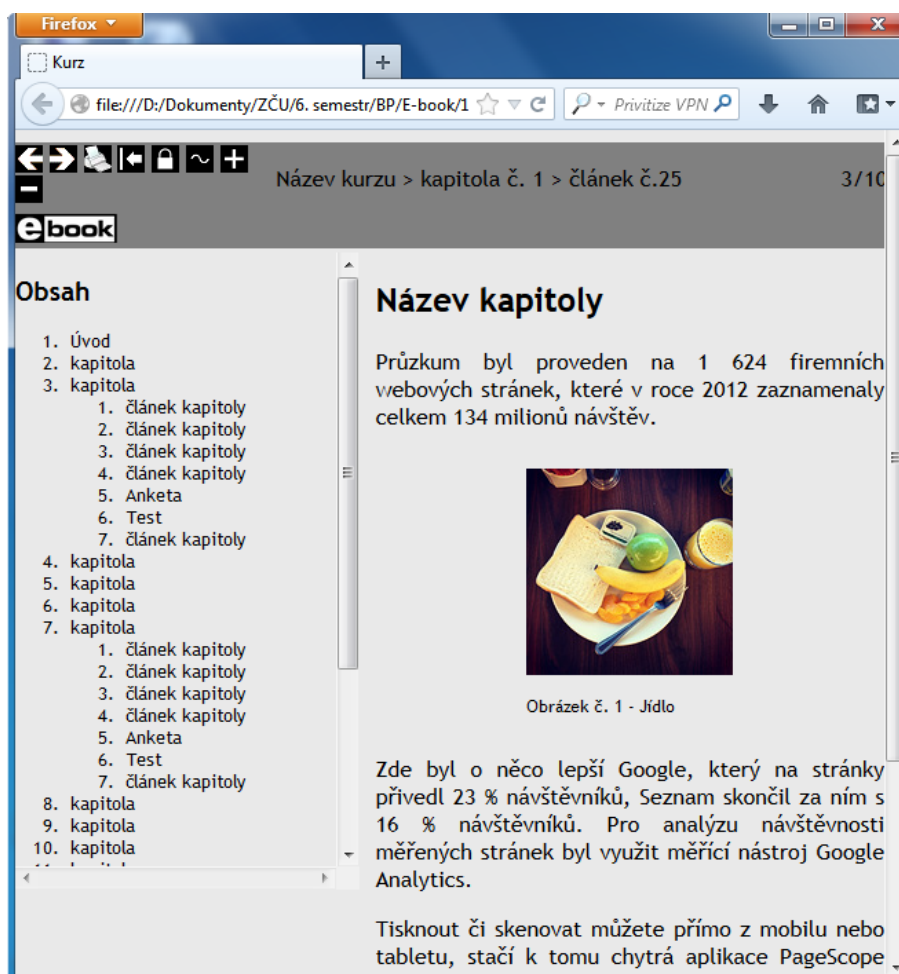 Firefox
Kurz
file:///D:/Dokumenty/ZČU/6. semestr/BP/E-book/1
Privitize VPN
Název kurzu > kapitola č. 1 > článek č.25
3/10
ebook
Obsah
1. Úvod
2. kapitola
3. kapitola
1. článek kapitoly
2. článek kapitoly
3. článek kapitoly
4. článek kapitoly
5. Anketa
6. Test
7. článek kapitoly
4. kapitola
5. kapitola
6. kapitola
7. kapitola
1. článek kapitoly
2. článek kapitoly
3. článek kapitoly
4. článek kapitoly
5. Anketa
6. Test
7. článek kapitoly
8. kapitola
9. kapitola
10. kapitola
Název kapitoly
Průzkum byl proveden na 1 624 firemních
webových stránek, které v roce 2012 zaznamenaly
celkem 134 milionů návštěv.
Obrázek č. 1 - Jídlo
Zde byl o něco lepší Google, který na stránky
přivedl 23 % návštěvníků, Seznam skončil za ním s
16 % návštěvníků. Pro analýzu návštěvnosti
měřených stránek byl využit měřící nástroj Google
Analytics.
Tisknout či skenovat můžete přímo z mobilu nebo
tabletu, stačí k tomu chytrá aplikace PageScope